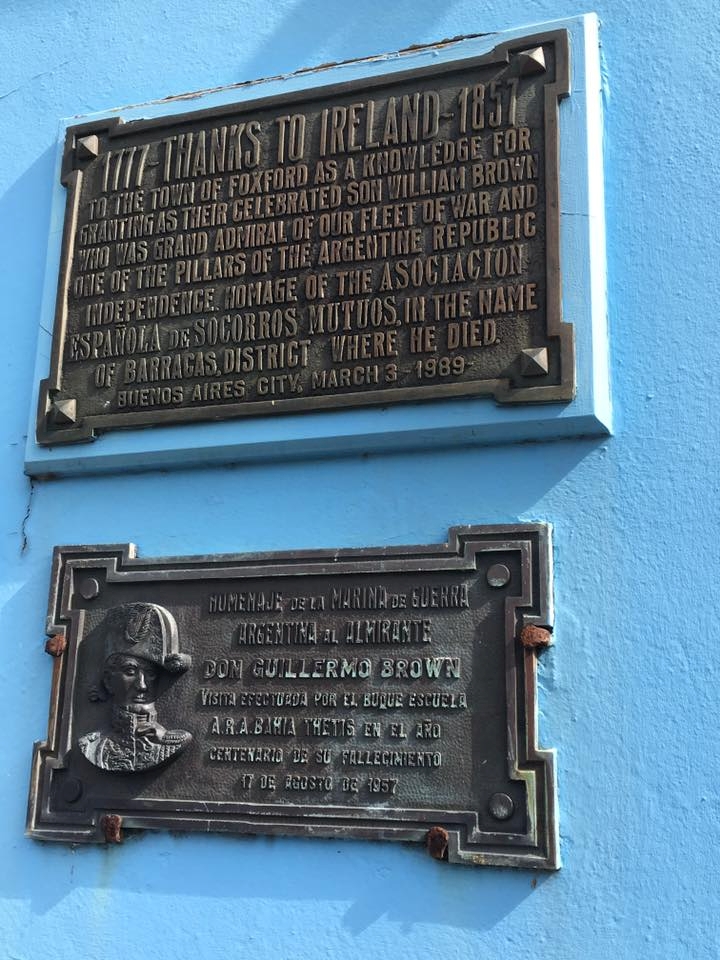 1777-THANKS TO IRELAND-1857
TO THE TOWN OF FOXFORD AS A KNOWLEDGE FOR
GRANTING AS THEIR CELEBRATED SON WILLIAM BROWN
WHO WAS GRAND ADMIRAL OF OUR FLEET OF WAR AND
ONE OF THE PILLARS OF THE ARGENTINE REPUBLIC
INDEPENDENCE. HOMAGE OF THE ASOCIACION
ESPAÑOLA DE SOCORROS MUTUOS, IN THE NAME
OF BARRACAS, DISTRICT WHERE HE DIED.
BUENOS AIRES CITY, MARCH 3 -1989-
HOMENAJE DE LA MARINA DE GUERRA
ARGENTINA AL ALMIRANTE
DON GUILLERMO BROWN
VISITA EFECTUADA POR EL BUQUE ESCUELA
A.R.A. BAHIA THETIS EN EL AÑO
CENTENARIO DE SU FALLECIMIENTO
17 DE AGOSTO DE 1957